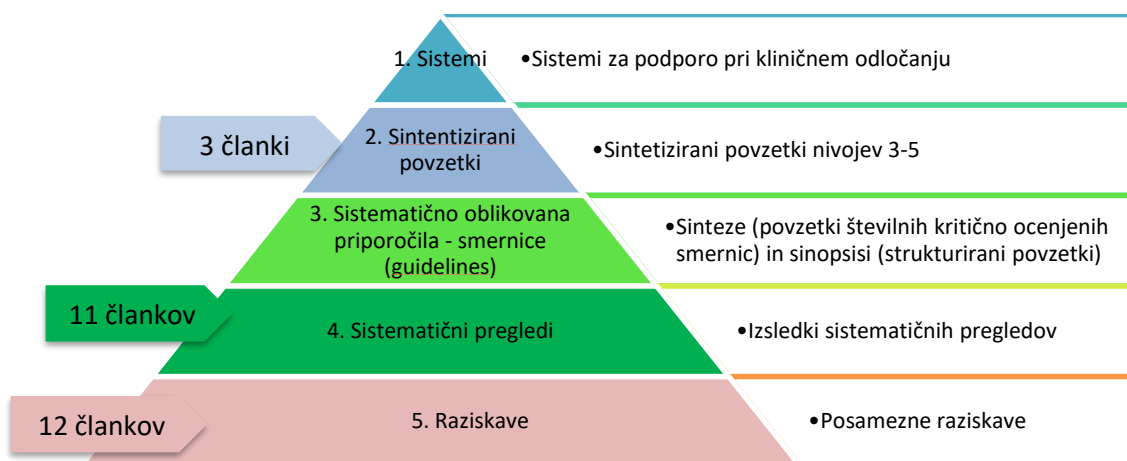 1. Sistemi
•Sistemi za podporo pri kliničnem odločanju
3 članki
2. Sintentizirani
povzetki
•Sintetizirani povzetki nivojev 3-5
3. Sistematično oblikovana
priporočila - smernice
(guidelines)
•Sinteze (povzetki številnih kritično ocenjenih
smernic) in sinopsisi (strukturirani povzetki)
11 člankov
4. Sistematični pregledi
•Izsledki sistematičnih pregledov
12 člankov
5. Raziskave
•Posamezne raziskave